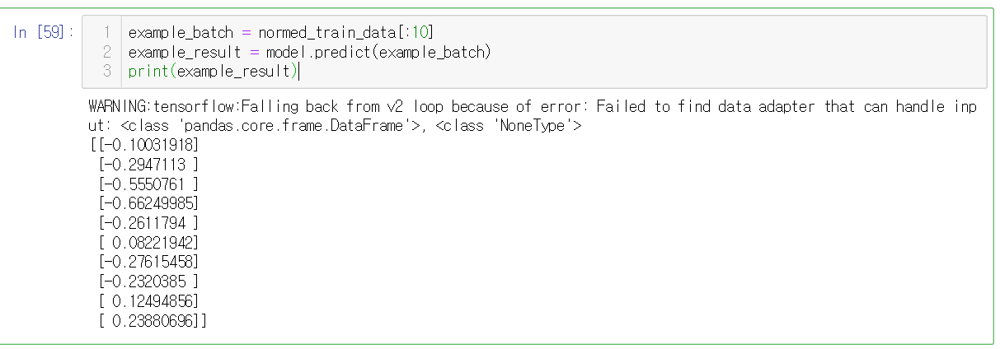 In [59]:
1 example_batch = normed_train_data[:10]
2 example_result = model.predict(example_batch)
3 print(example_result)
WARNING:tensorflow:Falling back from v2 loop because of error: Failed to find data adapter that can handle inp
ut: <class 'pandas.core.frame.DataFrame'>, <class 'NoneType'>
[[-0.10031918]
 [-0.2947113 ]
 [-0.5550761 ]
 [-0.66249985]
 [-0.2611794 ]
 [ 0.08221942]
 [-0.27615458]
 [-0.2320385 ]
 [ 0.12494856]
 [ 0.23880696]]